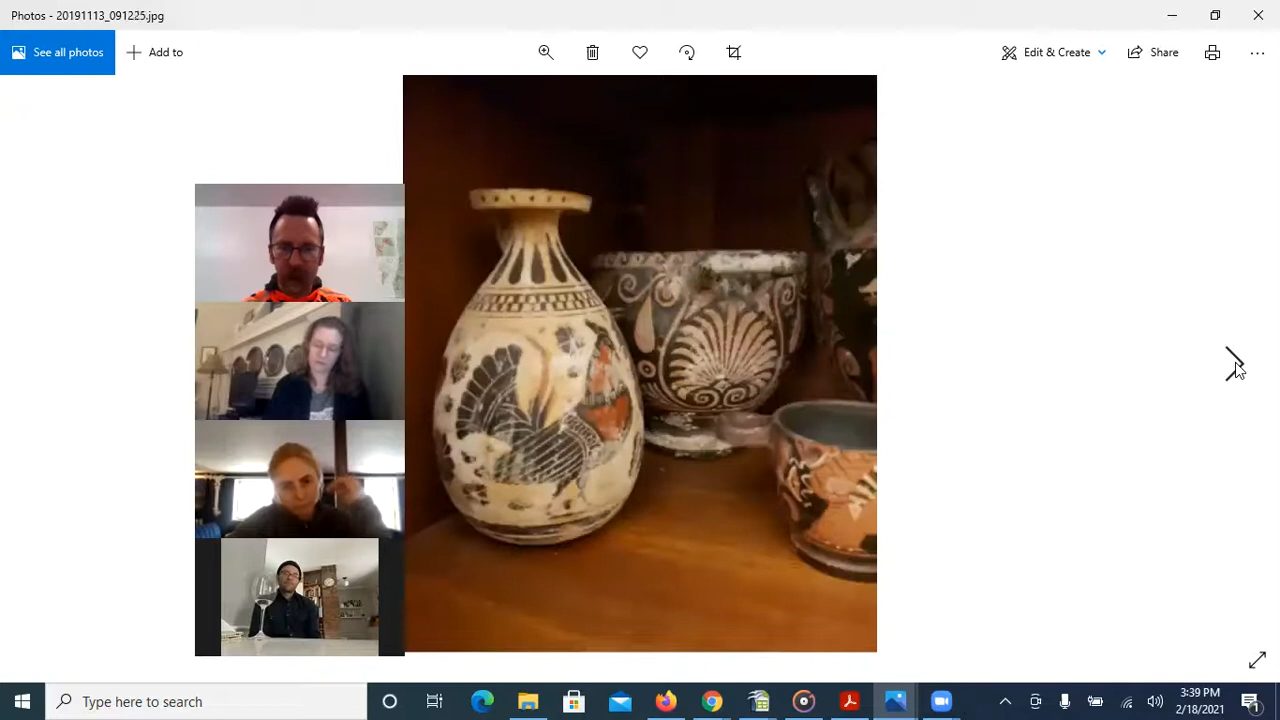 Photos - 20191113_091225.jpg
See all photos
Add to
Edit & Create
Share
Type here to search
3:39 PM
2/18/2021
1